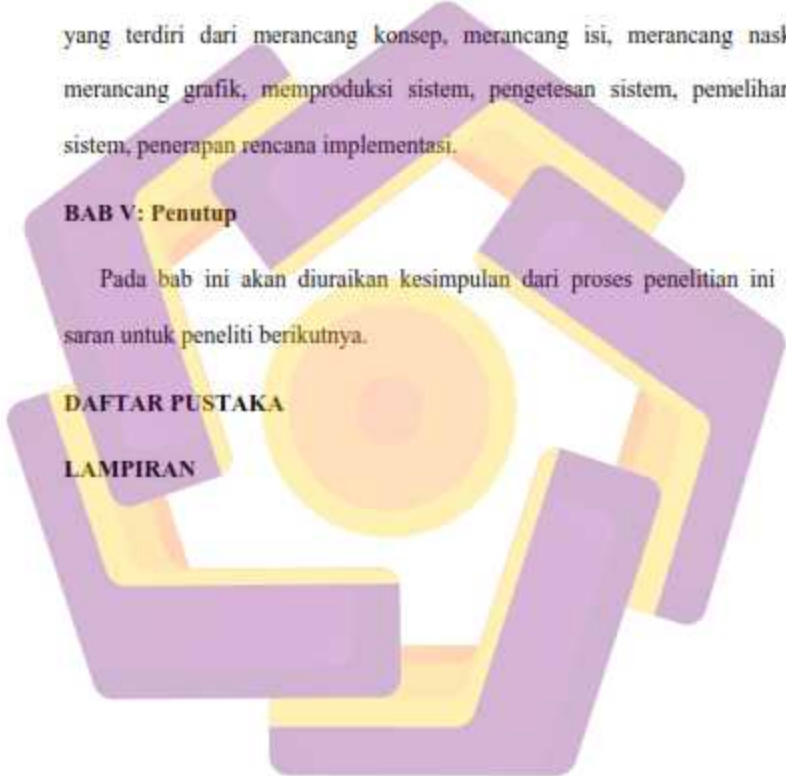 yang terdiri dari merancang konsep, merancang isi, merancang nask
merancang grafik, memproduksi sistem, pengetesan sistem, pemelihar
sistem, penerapan rencana implementasi.
BAB V: Penutup
Pada bab ini akan diuraikan kesimpulan dari proses penelitian ini
saran untuk peneliti berikutnya.
DAFTAR PUSTAKA
LAMPIRAN